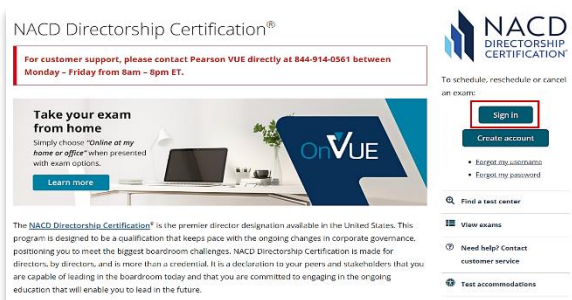 NACD Directorship Certification®
For customer support, please contact Pearson VUE directly at 844-914-0561 between
Monday – Friday from 8am – 8pm ET.
Take your exam
from home
Simply choose "Online at my
home or office" when presented
with exam options.
Learn more
OnVUE
The NACD Directorship Certification® is the premier director designation available in the United States. This
program is designed to be a qualification that keeps pace with the ongoing changes in corporate governance,
positioning you to meet the biggest boardroom challenges. NACD Directorship Certification is made for
directors, by directors, and is more than a credential. It is a declaration to your peers and stakeholders that you
are capable of leading in the boardroom today and that you are committed to engaging in the ongoing
education that will enable you to lead in the future.
NACD
DIRECTORSHIP
CERTIFICATION®
To schedule, reschedule or cancel
an exam:
Sign in
Create account
Forgot my username
Forgot my password
Find a test center
View exams
Need help? Contact
customer service
Test accommodations